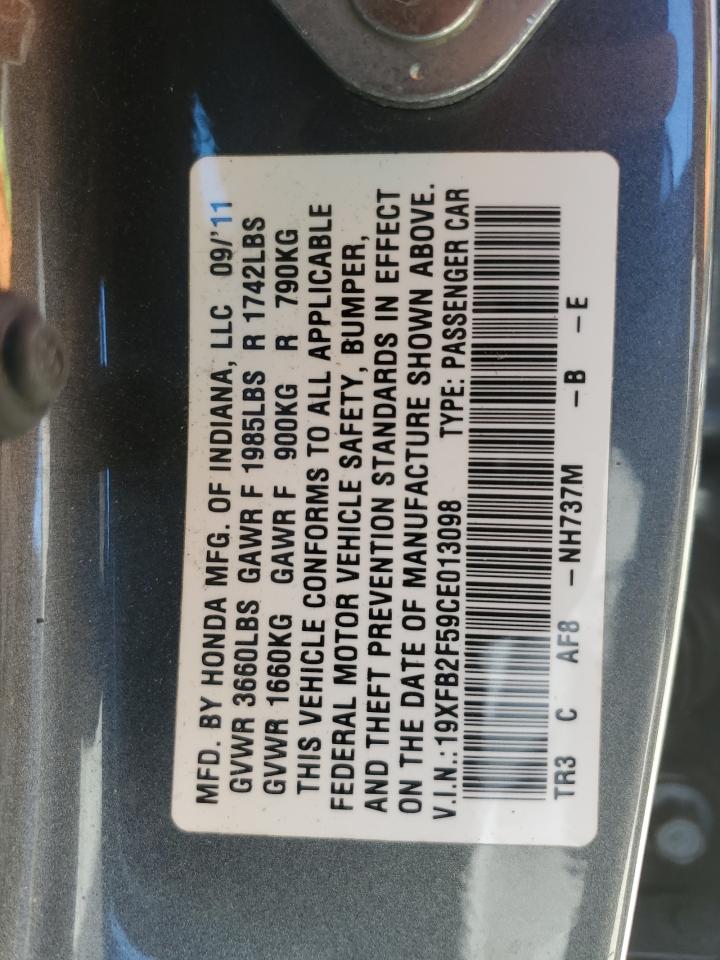 MFD. BY HONDA MFG. OF INDIANA, LLC 09/'11
GVWR 3660LBS GAWR F 1985LBS R 1742LBS
GVWR 1660KG GAWR F 900KG R 790KG
THIS VEHICLE CONFORMS TO ALL APPLICABLE
FEDERAL MOTOR VEHICLE SAFETY, BUMPER,
AND THEFT PREVENTION STANDARDS IN EFFECT
ON THE DATE OF MANUFACTURE SHOWN ABOVE.
V.I.N.:19XFB2F59CE013098 TYPE: PASSENGER CAR
TR3 C AF8 -NH737M -B -E